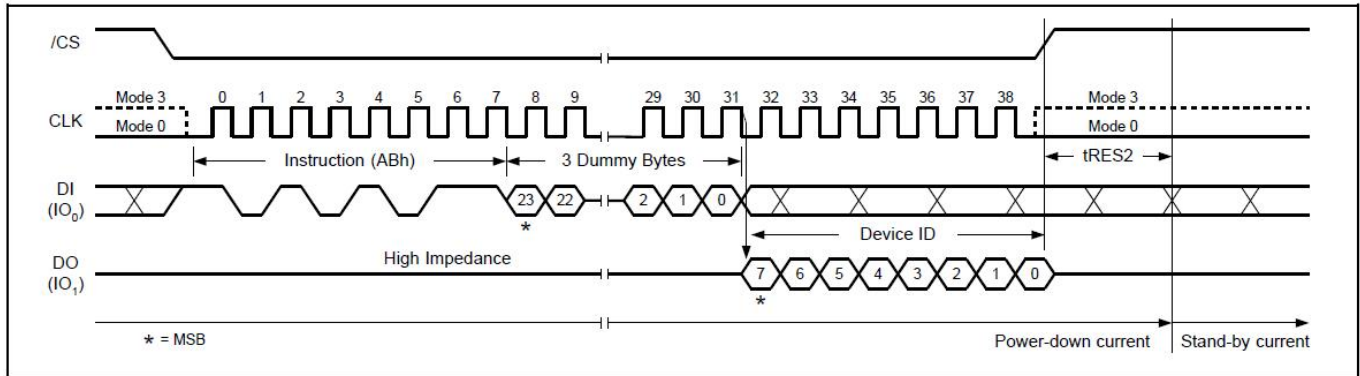 /CS
Mode 3 0 1 2 3 4 5 6 7 8 9 29 30 31 32 33 34 35 36 37 38 Mode 3
CLK
Mode 0 Mode 0
Instruction (ABh) 3 Dummy Bytes tRES2
DI
(IO0) 23 22 2 1 0
*
Device ID
High Impedance
DO
(IO1) 7 6 5 4 3 2 1 0
*
* = MSB Power-down current Stand-by current